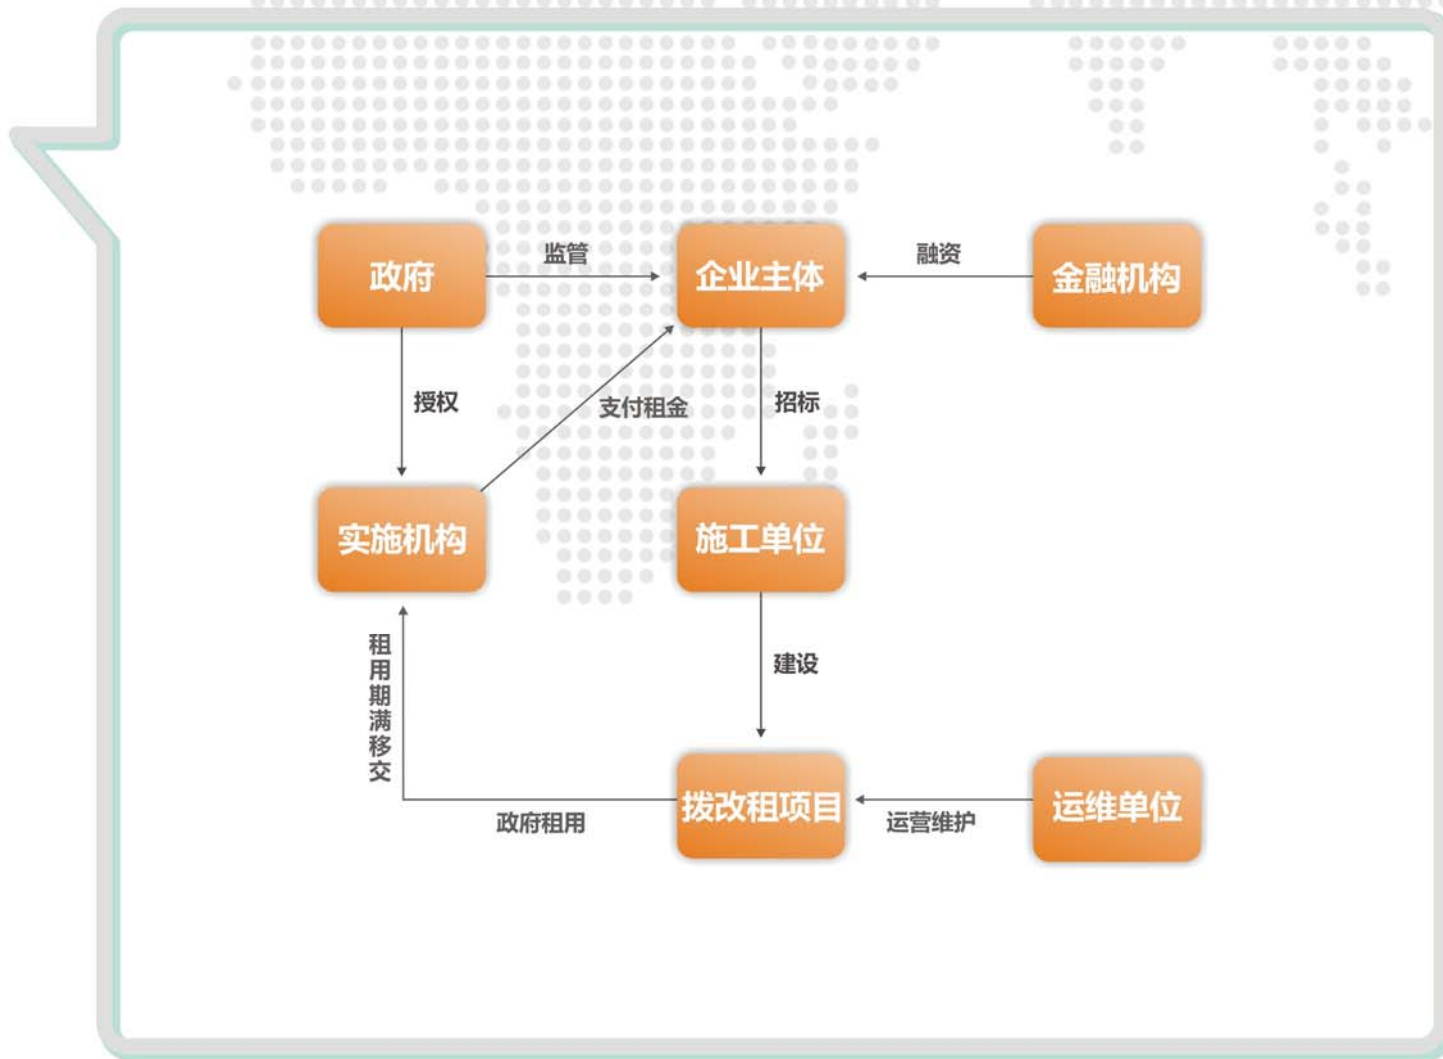 政府
监管
企业主体
融资
金融机构
授权
支付租金
招标
实施机构
施工单位
租用期满移交
建设
政府租用
拨改租项目
运营维护
运维单位